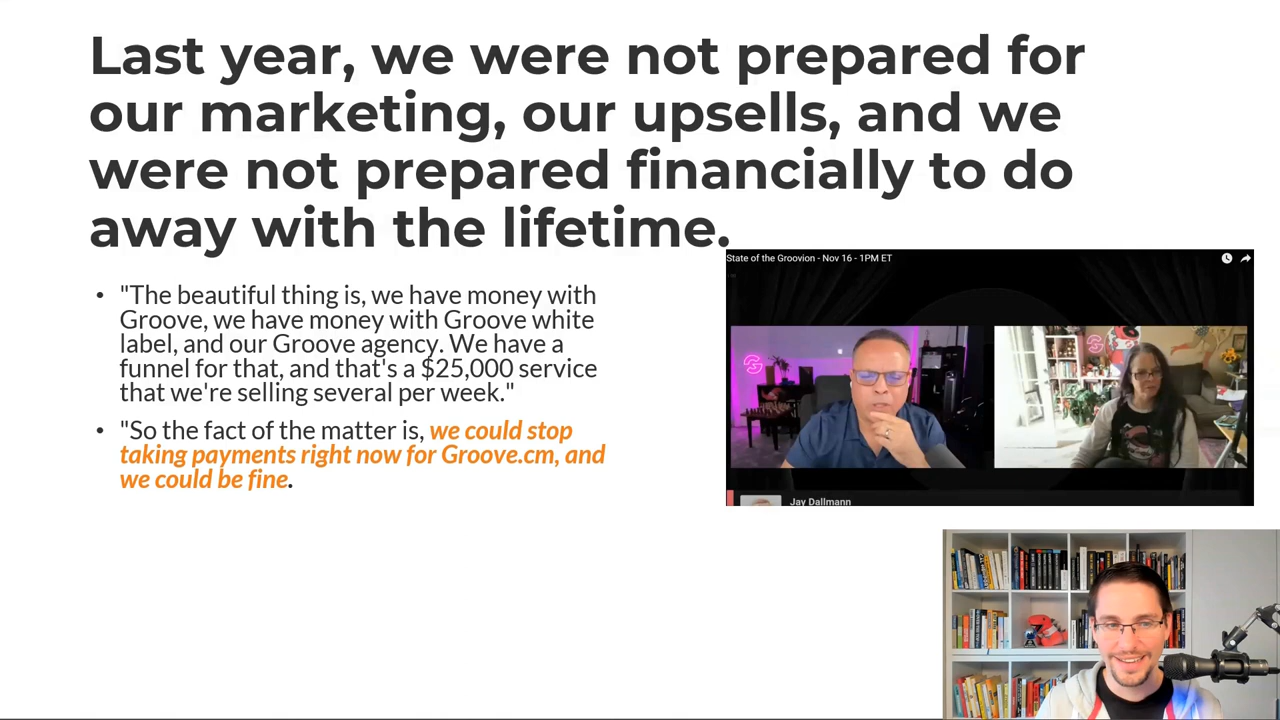 Last year, we were not prepared for
our marketing, our upsells, and we
were not prepared financially to do
away with the lifetime.
• "The beautiful thing is, we have money with
Groove, we have money with Groove white
label, and our Groove agency. We have a
funnel for that, and that's a $25,000 service
that we're selling several per week."
• "So the fact of the matter is, we could stop
taking payments right now for Groove.cm, and
we could be fine.
State of the Groovion - Nov 16 - 1PM ET
Jay Dallmann